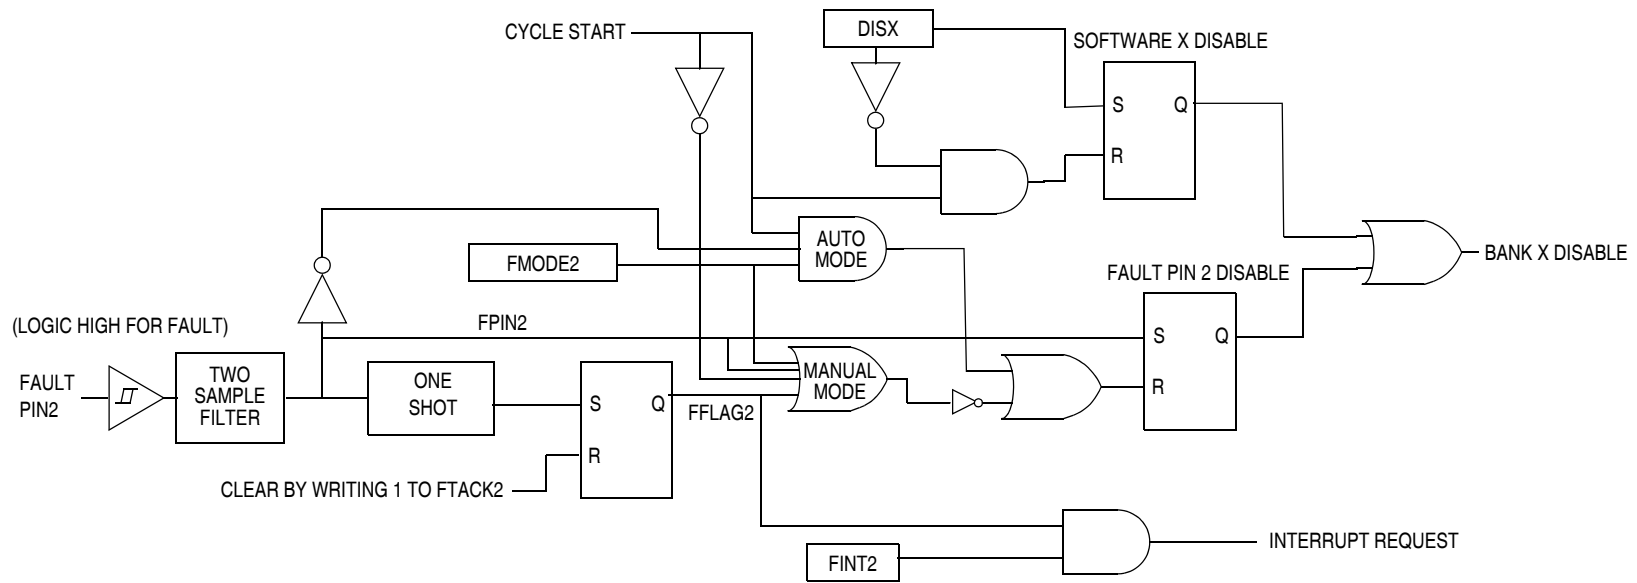 CYCLE START
DISX
SOFTWARE X DISABLE
S
Q
R
AUTO
MODE
FMODE2
BANK X DISABLE
FAULT PIN 2 DISABLE
(LOGIC HIGH FOR FAULT)
FPIN2
S
Q
R
FAULT
PIN2
TWO
SAMPLE
FILTER
ONE
SHOT
S
Q
R
FFLAG2
MANUAL
MODE
CLEAR BY WRITING 1 TO FTACK2
FINT2
INTERRUPT REQUEST